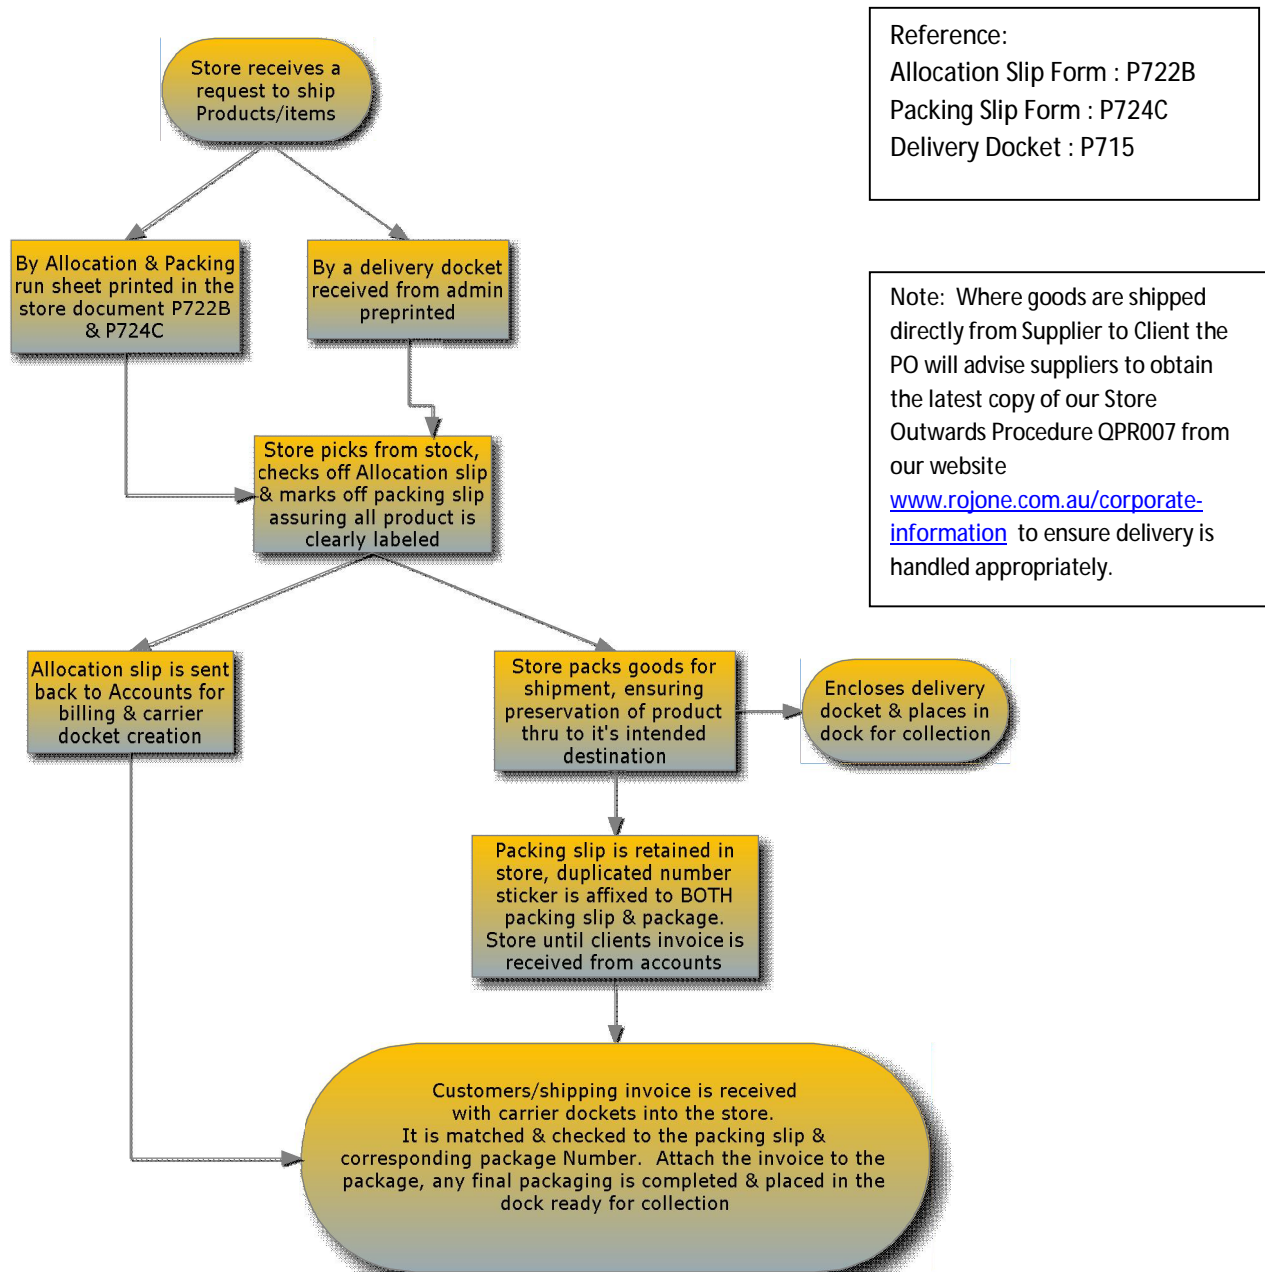 Store receives a
request to ship
Products/items
Reference:
Allocation Slip Form : P722B
Packing Slip Form : P724C
Delivery Docket : P715
By Allocation & Packing
run sheet printed in the
store document P722B
& P724C
By a delivery docket
received from admin
preprinted
Note:  Where goods are shipped
directly from Supplier to Client the
PO will advise suppliers to obtain
the latest copy of our Store
Outwards Procedure QPR007 from
our website
www.rojone.com.au/corporate-
information  to ensure delivery is
handled appropriately.
Store picks from stock,
checks off Allocation slip
& marks off packing slip
assuring all product is
clearly labeled
Allocation slip is sent
back to Accounts for
billing & carrier
docket creation
Store packs goods for
shipment, ensuring
preservation of product
thru to it's intended
destination
Encloses delivery
docket & places in
dock for collection
Packing slip is retained in
store, duplicated number
sticker is affixed to BOTH
packing slip & package.
Store until clients invoice is
received from accounts
Customers/shipping invoice is received
with carrier dockets into the store.
It is matched & checked to the packing slip &
corresponding package Number.  Attach the invoice to the
package, any final packaging is completed & placed in the
dock ready for collection